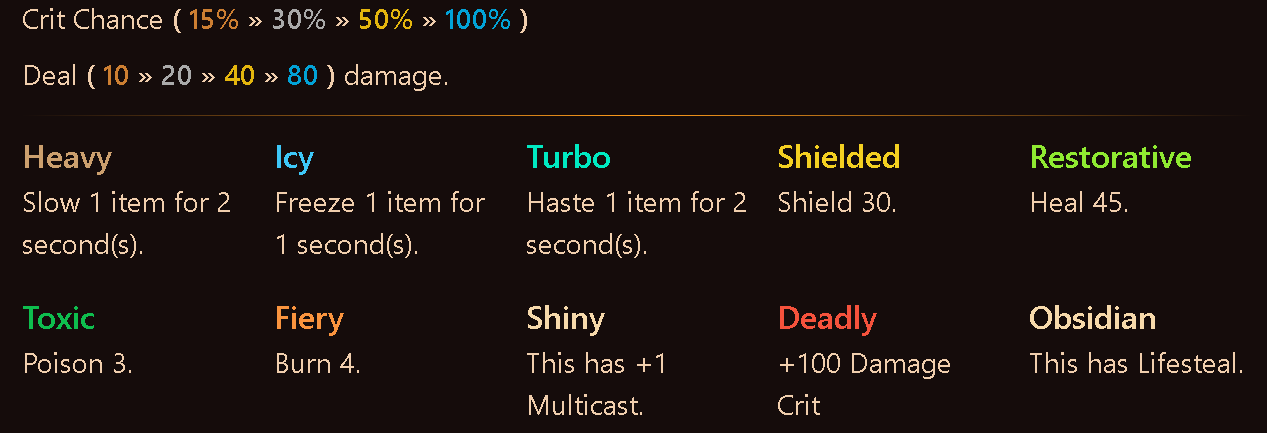 Crit Chance ( 15% » 30% » 50% » 100% )
Deal ( 10 » 20 » 40 » 80 ) damage.
Heavy
Slow 1 item for 2
second(s).
Icy
Freeze 1 item for
1 second(s).
Turbo
Haste 1 item for 2
second(s).
Shielded
Shield 30.
Restorative
Heal 45.
Toxic
Poison 3.
Fiery
Burn 4.
Shiny
This has +1
Multicast.
Deadly
+100 Damage
Crit
Obsidian
This has Lifesteal.